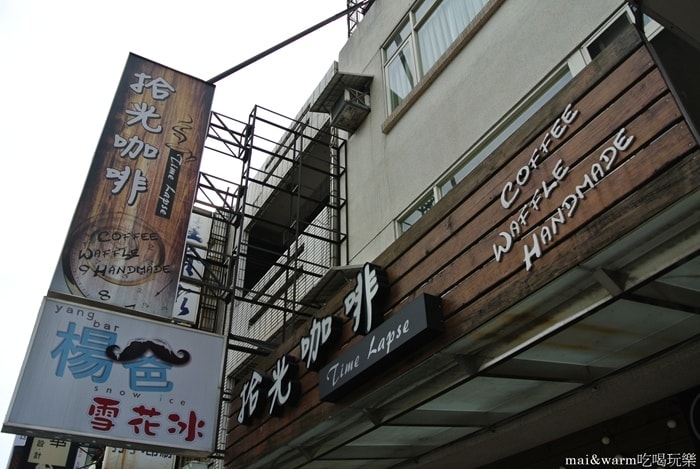 拾光咖啡
Time Lapse
COFFEE
WAFFLE
& HANDMADE
yang
bar
楊爸
snow ice
雪花冰
拾光咖啡
Time Lapse
COFFEE
WAFFLE
HANDMADE
mai&warm吃喝玩樂